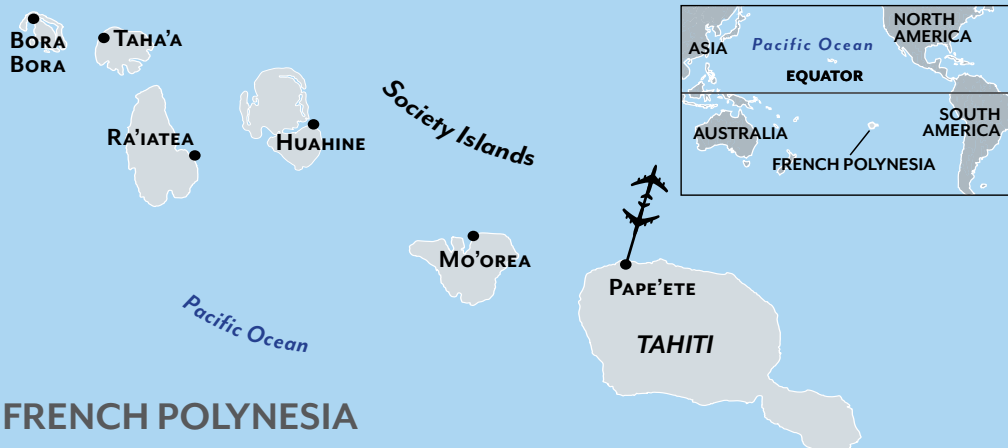 BORA
BORA
TAHA'A
RA'IATEA
HUAHINE
Society Islands
MO'OREA
PAPE'ETE
TAHITI
Pacific Ocean
FRENCH POLYNESIA
NORTH
AMERICA
ASIA
Pacific Ocean
EQUATOR
SOUTH
AMERICA
AUSTRALIA
FRENCH POLYNESIA